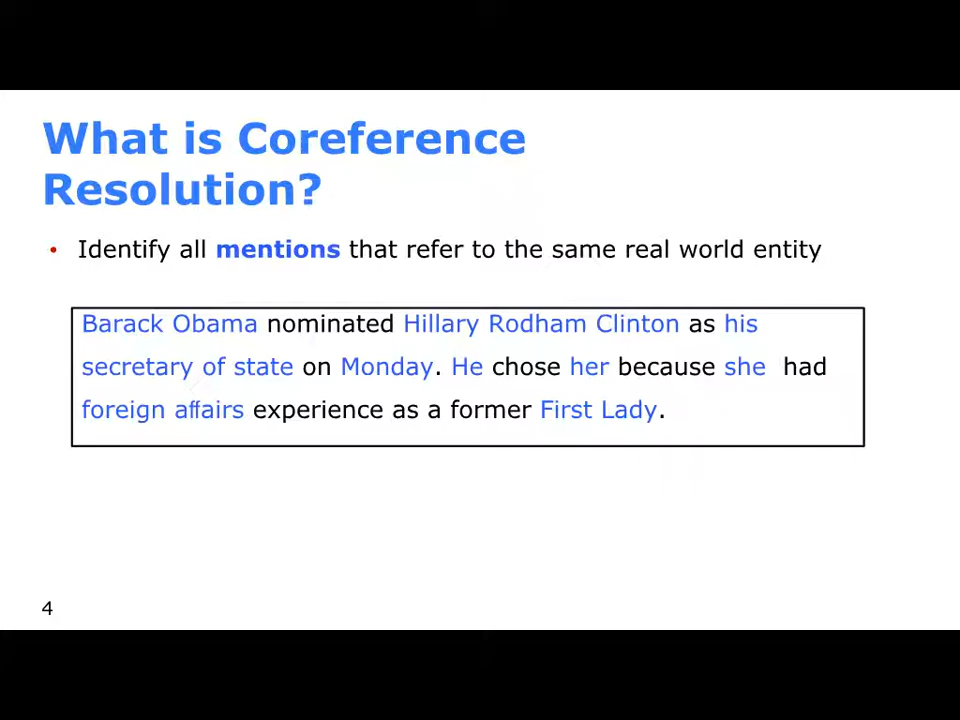 What is Coreference
Resolution?
• Identify all mentions that refer to the same real world entity
Barack Obama nominated Hillary Rodham Clinton as his
secretary of state on Monday. He chose her because she had
foreign affairs experience as a former First Lady.
4